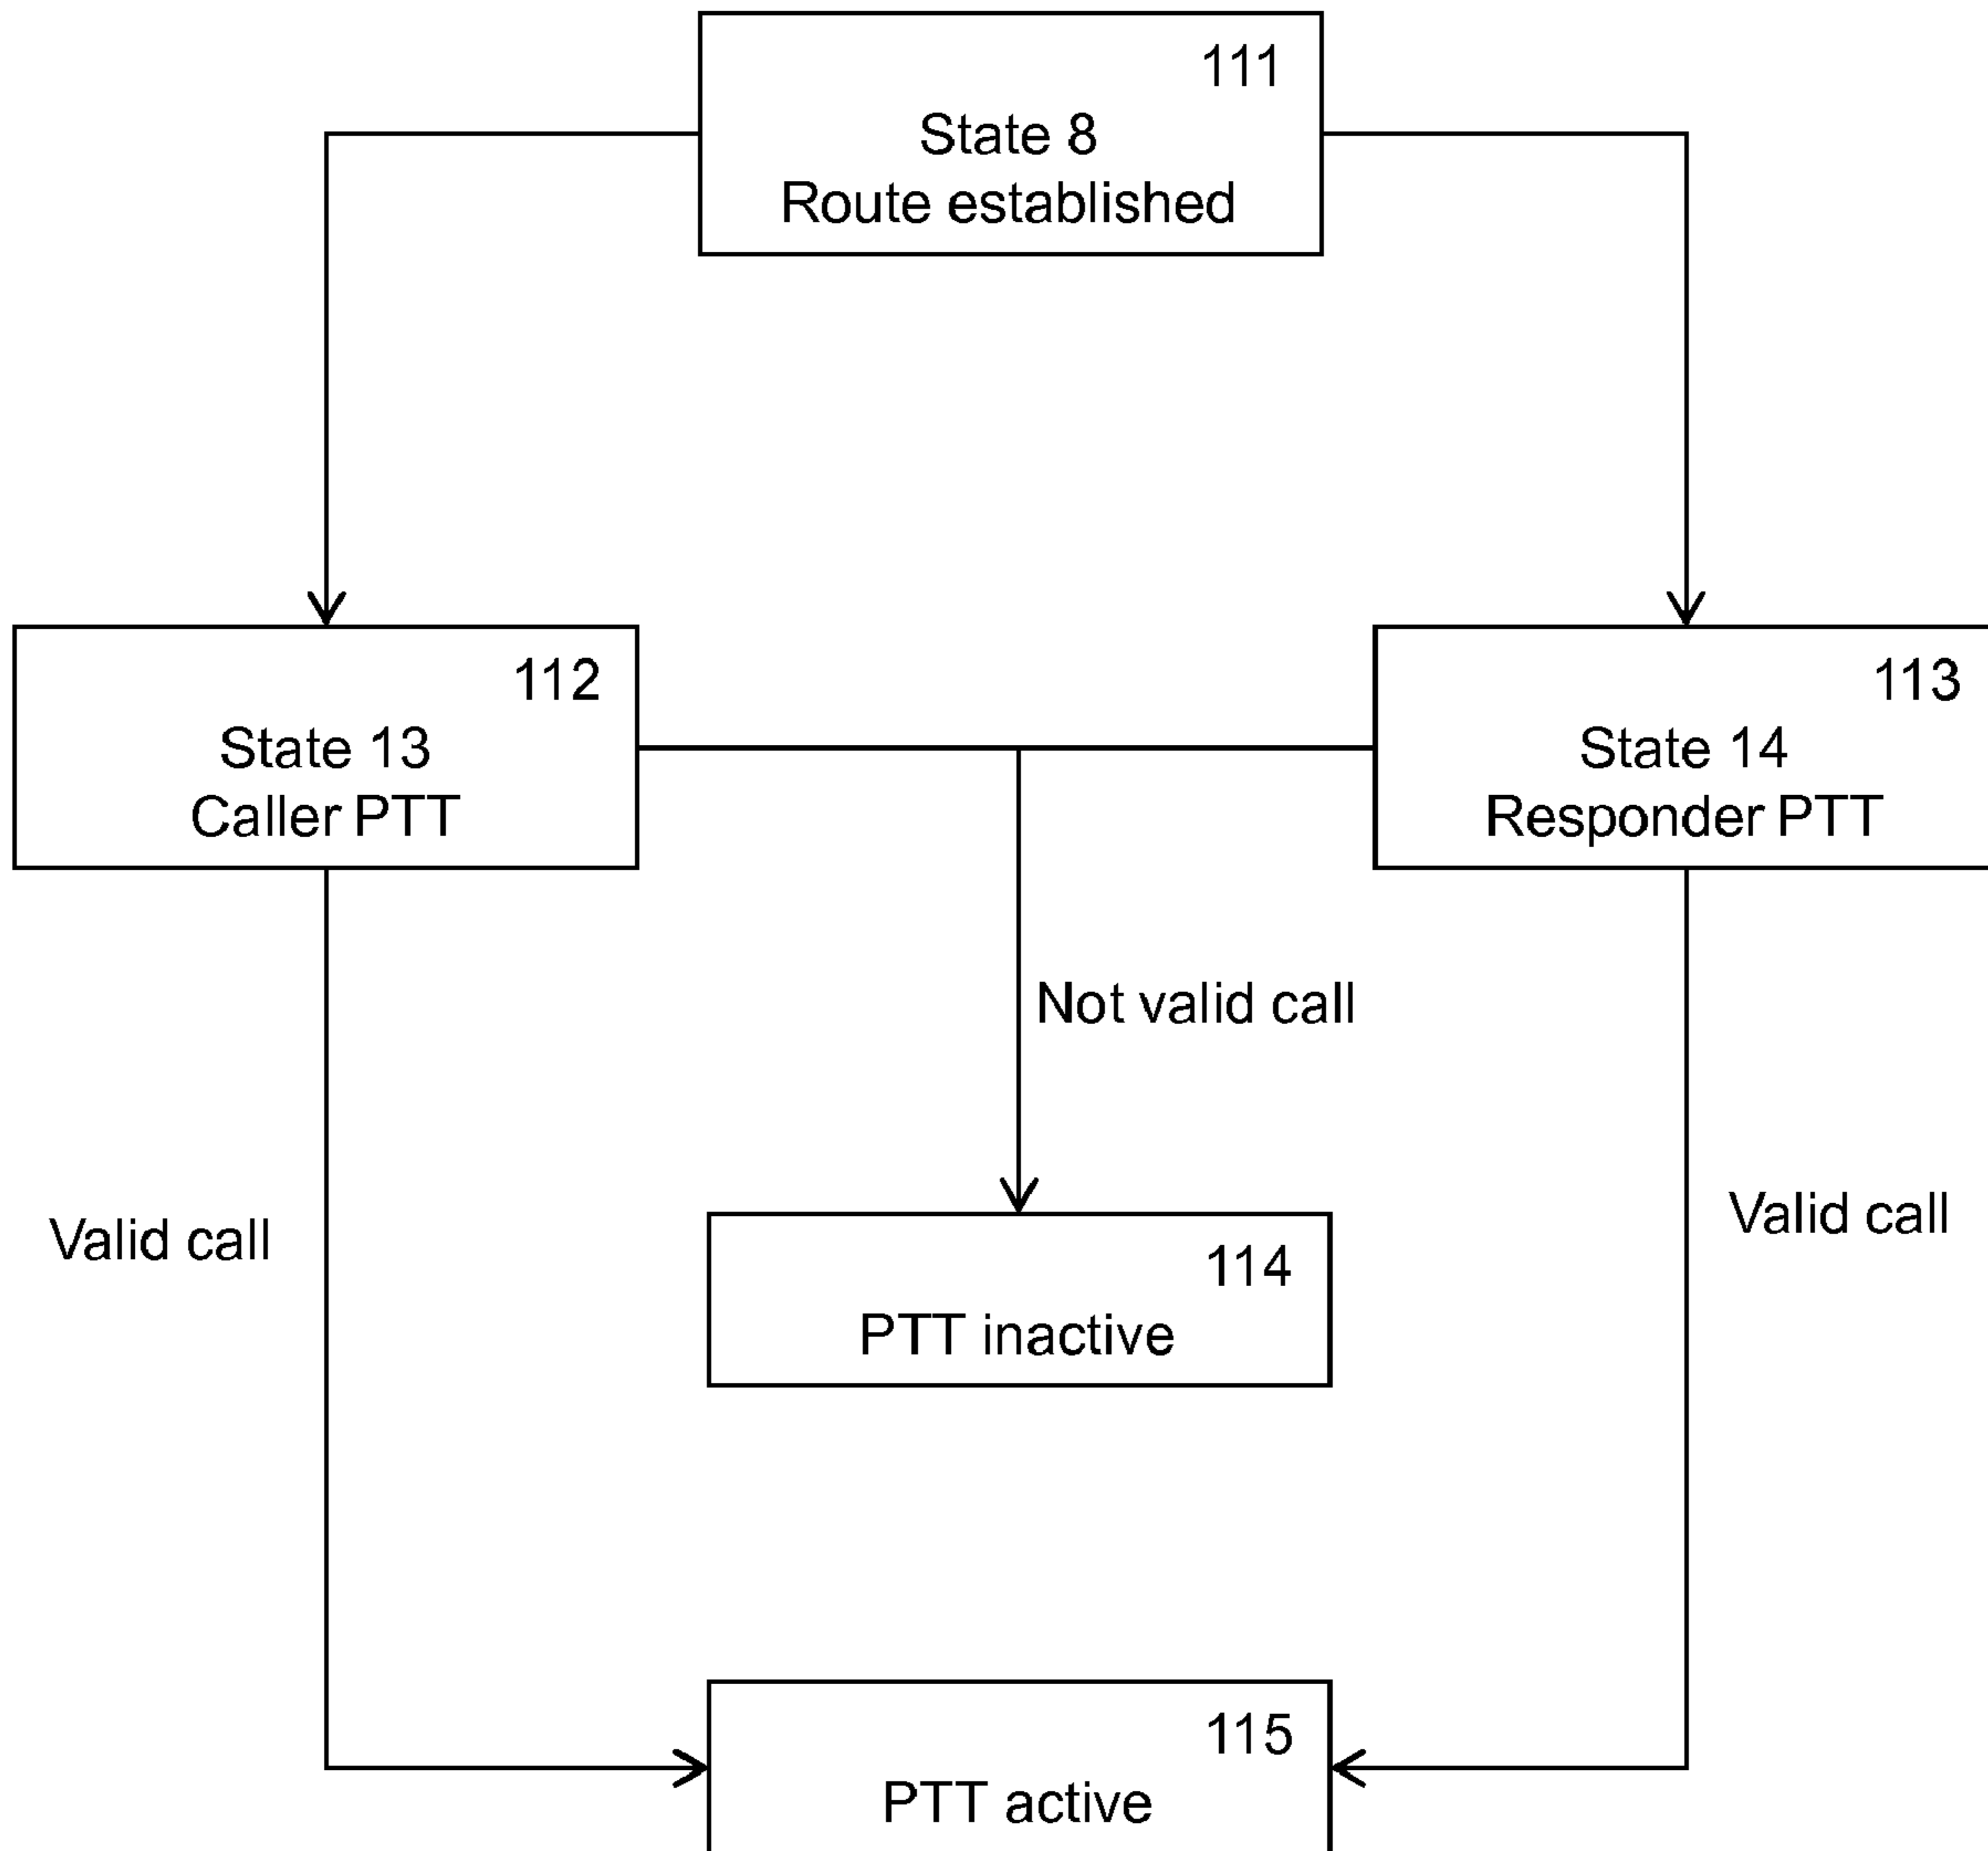 111
State 8
Route established
112
State 13
Caller PTT
113
State 14
Responder PTT
Not valid call
Valid call
Valid call
114
PTT inactive
115
PTT active